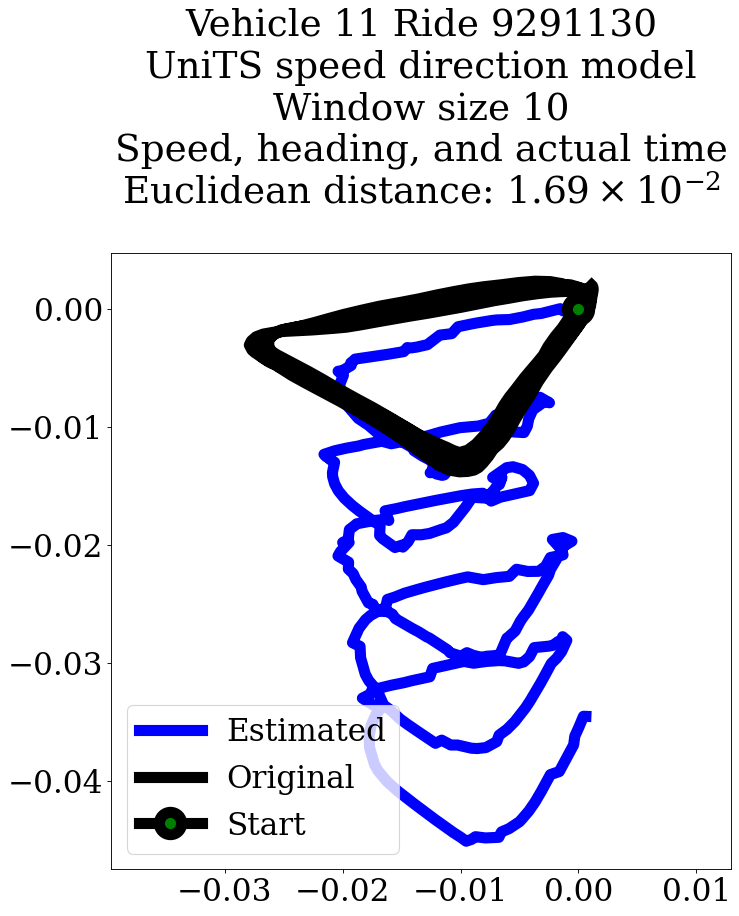 Vehicle 11 Ride 9291130
UniTS speed direction model
Window size 10
Speed, heading, and actual time
Euclidean distance: 1.69 × 10⁻²
0.00
−0.01
−0.02
−0.03
−0.04
Estimated
Original
Start
−0.03 −0.02 −0.01 0.00 0.01